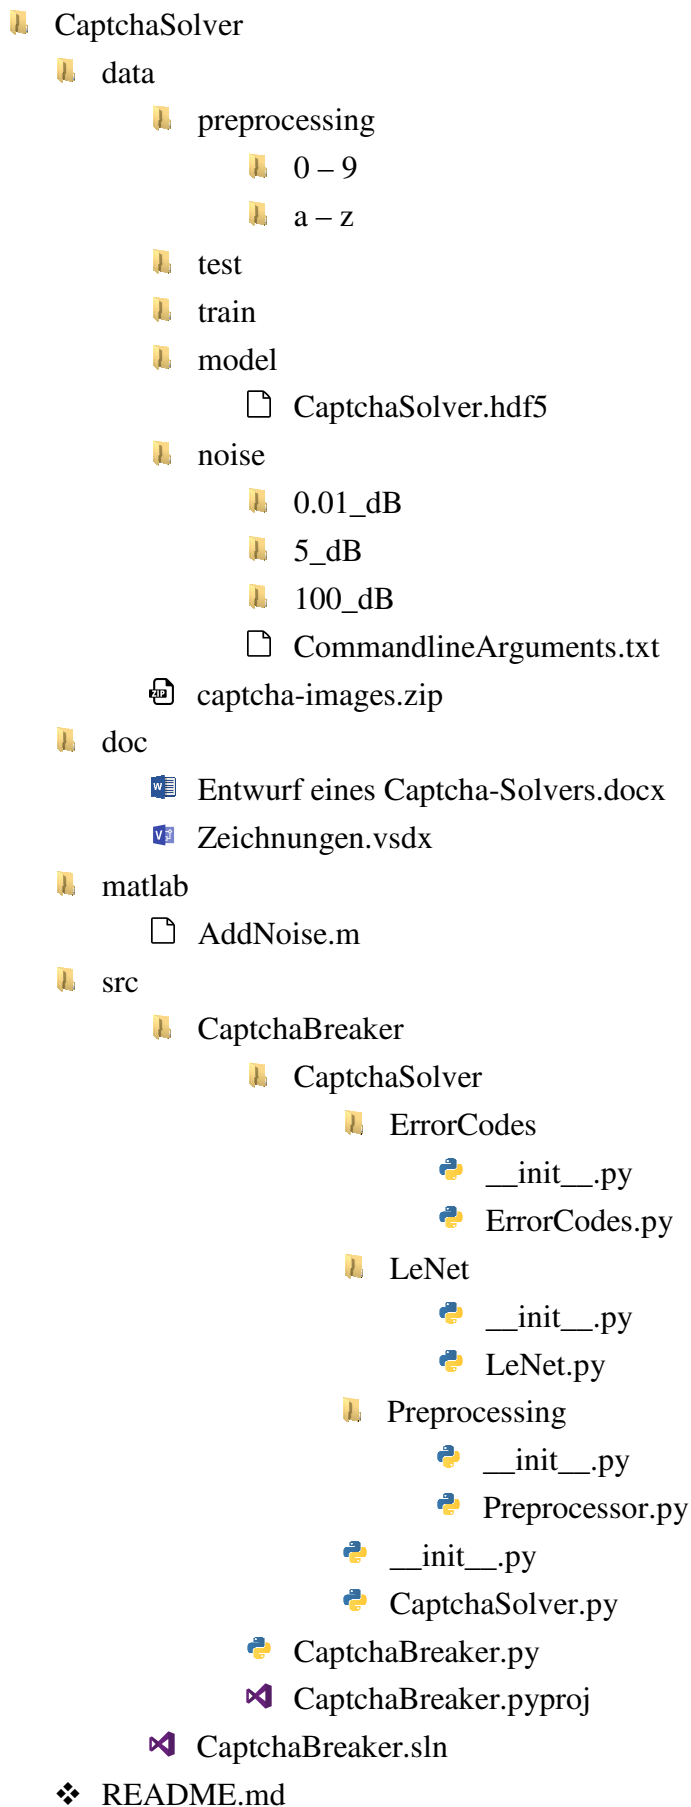 CaptchaSolver
data
preprocessing
0 – 9
a – z
test
train
model
CaptchaSolver.hdf5
noise
0.01_dB
5_dB
100_dB
CommandlineArguments.txt
captcha-images.zip
doc
Entwurf eines Captcha-Solvers.docx
Zeichnungen.vsdx
matlab
AddNoise.m
src
CaptchaBreaker
CaptchaSolver
ErrorCodes
__init__.py
ErrorCodes.py
LeNet
__init__.py
LeNet.py
Preprocessing
__init__.py
Preprocessor.py
__init__.py
CaptchaSolver.py
CaptchaBreaker.py
CaptchaBreaker.pyproj
CaptchaBreaker.sln
README.md